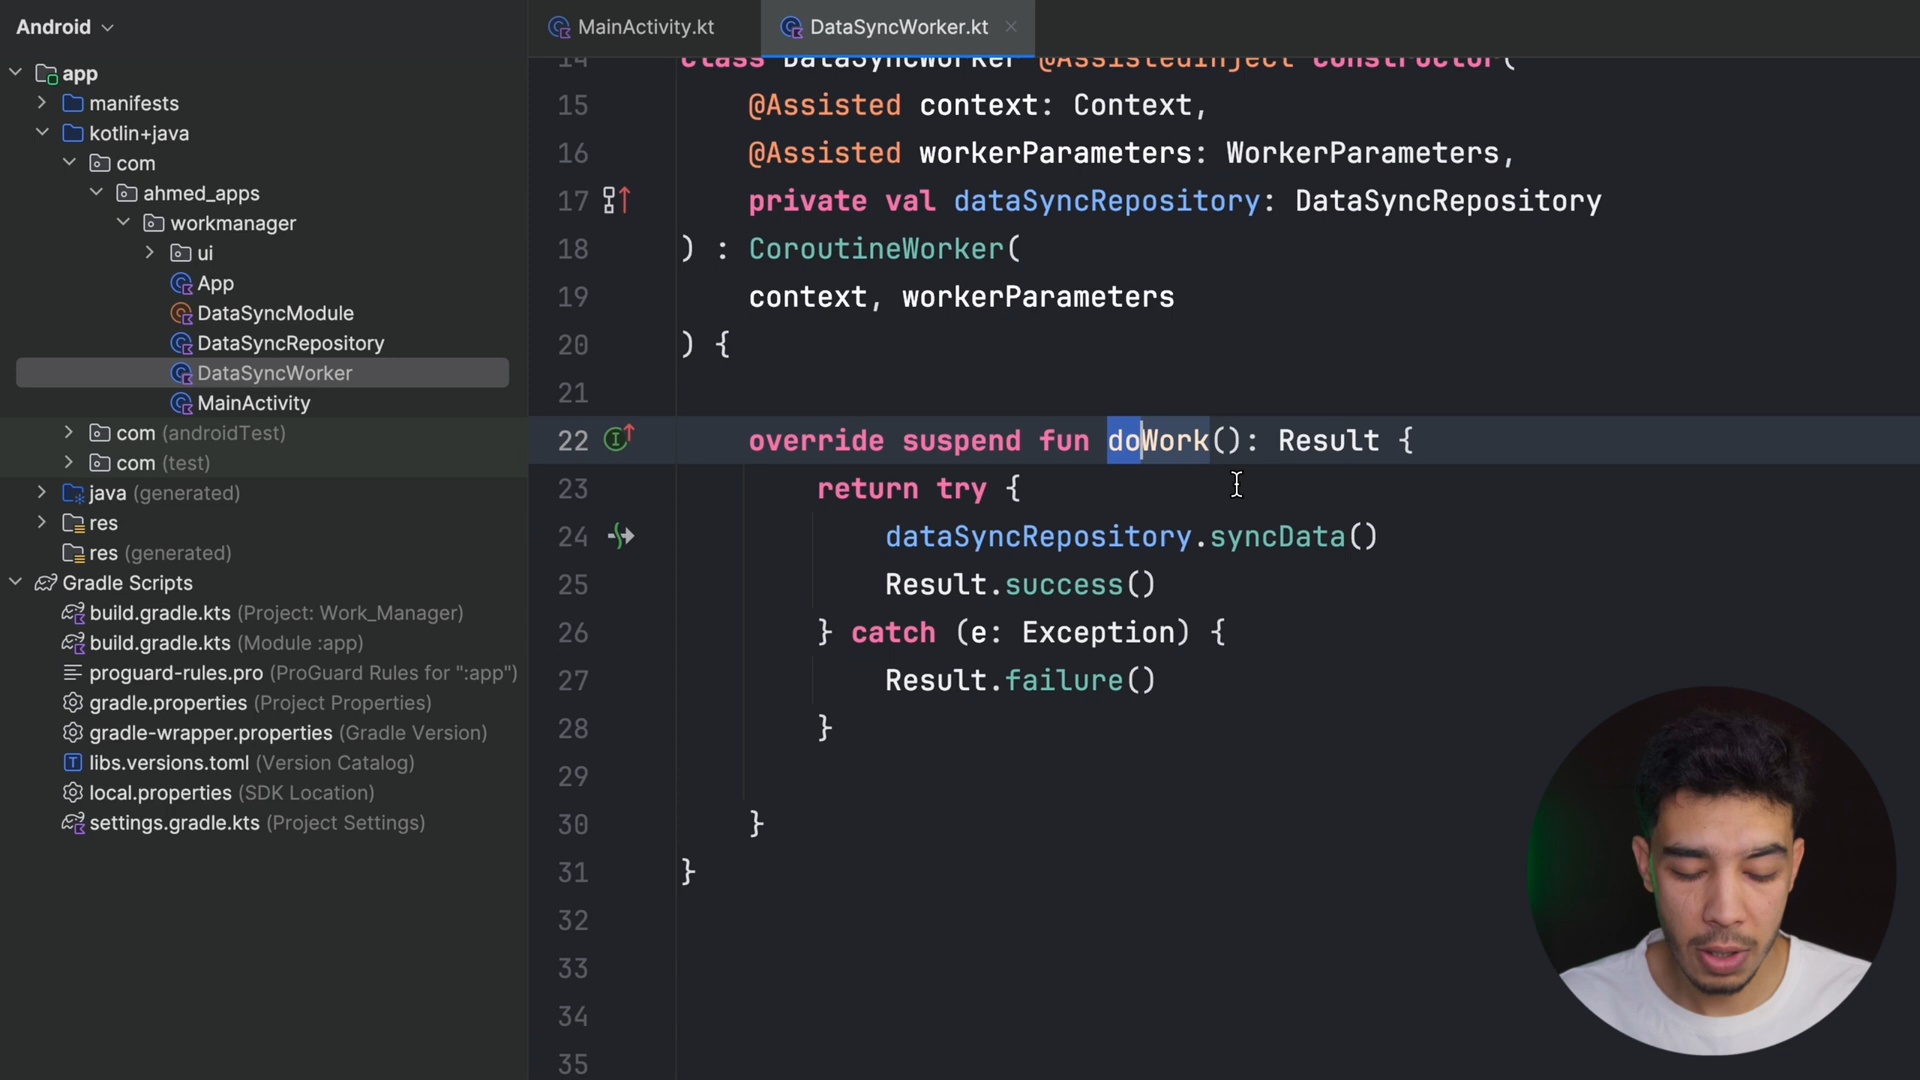 Android
app
manifests
kotlin+java
com
ahmed_apps
workmanager
ui
App
DataSyncModule
DataSyncRepository
DataSyncWorker
MainActivity
com (androidTest)
com (test)
java (generated)
res
res (generated)
Gradle Scripts
build.gradle.kts (Project: Work_Manager)
build.gradle.kts (Module :app)
proguard-rules.pro (ProGuard Rules for ":app")
gradle.properties (Project Properties)
gradle-wrapper.properties (Gradle Version)
libs.versions.toml (Version Catalog)
local.properties (SDK Location)
settings.gradle.kts (Project Settings)
MainActivity.kt DataSyncWorker.kt
14 class DataSyncWorker @AssistedInject constructor(
15 @Assisted context: Context,
16 @Assisted workerParameters: WorkerParameters,
17 private val dataSyncRepository: DataSyncRepository
18 ) : CoroutineWorker(
19 context, workerParameters
20 ) {
21
22 override suspend fun doWork(): Result {
23 return try {
24 dataSyncRepository.syncData()
25 Result.success()
26 } catch (e: Exception) {
27 Result.failure()
28 }
29
30 }
31 }
32
33
34
35